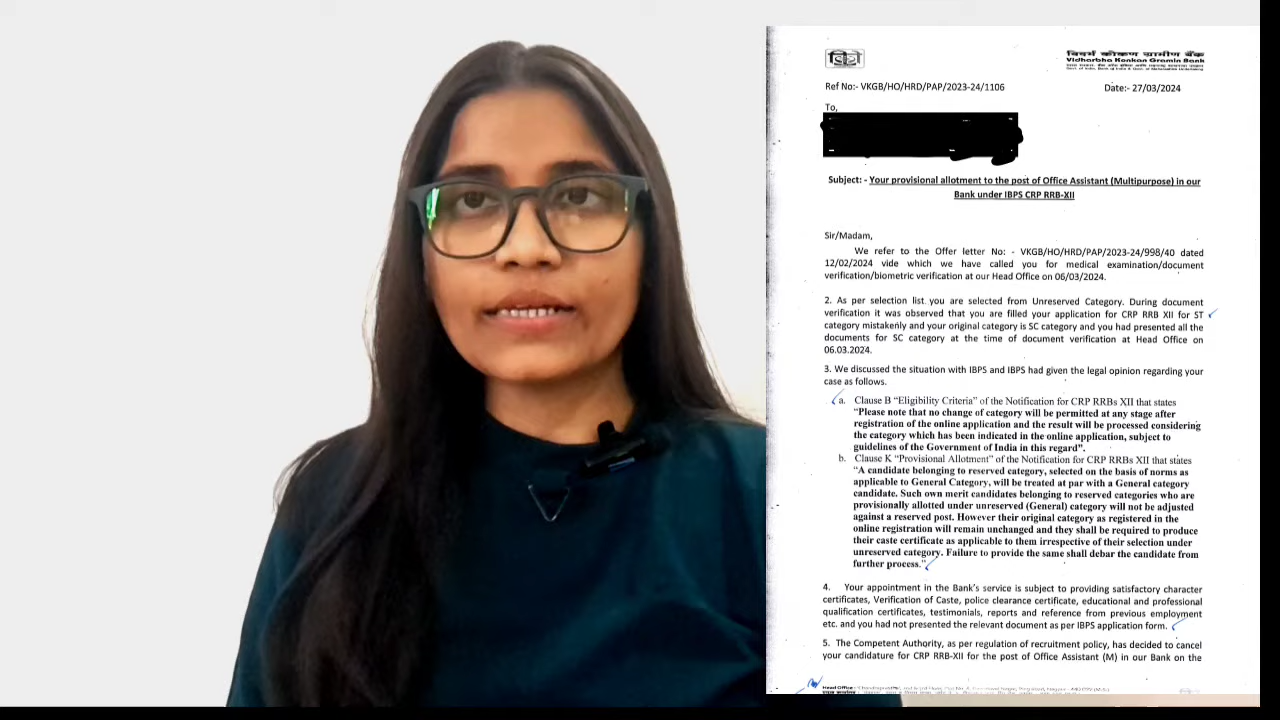 विदर्भ कोंकण ग्रामीण बैंक
Vidharbha Konkan Gramin Bank
Ref No:- VKGB/HO/HRD/PAP/2023-24/1106
Date:- 27/03/2024
To,
Subject: - Your provisional allotment to the post of Office Assistant (Multipurpose) in our
Bank under IBPS CRP RRB-XII
Sir/Madam,
We refer to the Offer letter No: - VKGB/HO/HRD/PAP/2023-24/998/40 dated
12/02/2024 vide which we have called you for medical examination/document
verification/biometric verification at our Head Office on 06/03/2024.
2. As per selection list you are selected from Unreserved Category. During document
verification it was observed that you are filled your application for CRP RRB XII for ST
category mistakenly and your original category is SC category and you had presented all the
documents for SC category at the time of document verification at Head Office on
06.03.2024.
3. We discussed the situation with IBPS and IBPS had given the legal opinion regarding your
case as follows.
a. Clause B “Eligibility Criteria” of the Notification for CRP RRBs XII that states
“Please note that no change of category will be permitted at any stage after
registration of the online application and the result will be processed considering
the category which has been indicated in the online application, subject to
guidelines of the Government of India in this regard”.
b. Clause K “Provisional Allotment” of the Notification for CRP RRBs XII that states
“A candidate belonging to reserved category, selected on the basis of norms as
applicable to General Category, will be treated at par with a General category
candidate. Such own merit candidates belonging to reserved categories who are
provisionally allotted under unreserved (General) category will not be adjusted
against a reserved post. However their original category as registered in the
online registration will remain unchanged and they shall be required to produce
their caste certificate as applicable to them irrespective of their selection under
unreserved category. Failure to provide the same shall debar the candidate from
further process.”
4. Your appointment in the Bank’s service is subject to providing satisfactory character
certificates, Verification of Caste, police clearance certificate, educational and professional
qualification certificates, testimonials, reports and reference from previous employment
etc. and you had not presented the relevant document as per IBPS application form.
5. The Competent Authority, as per regulation of recruitment policy, has decided to cancel
your candidature for CRP RRB-XII for the post of Office Assistant (M) in our Bank on the
Head Office :